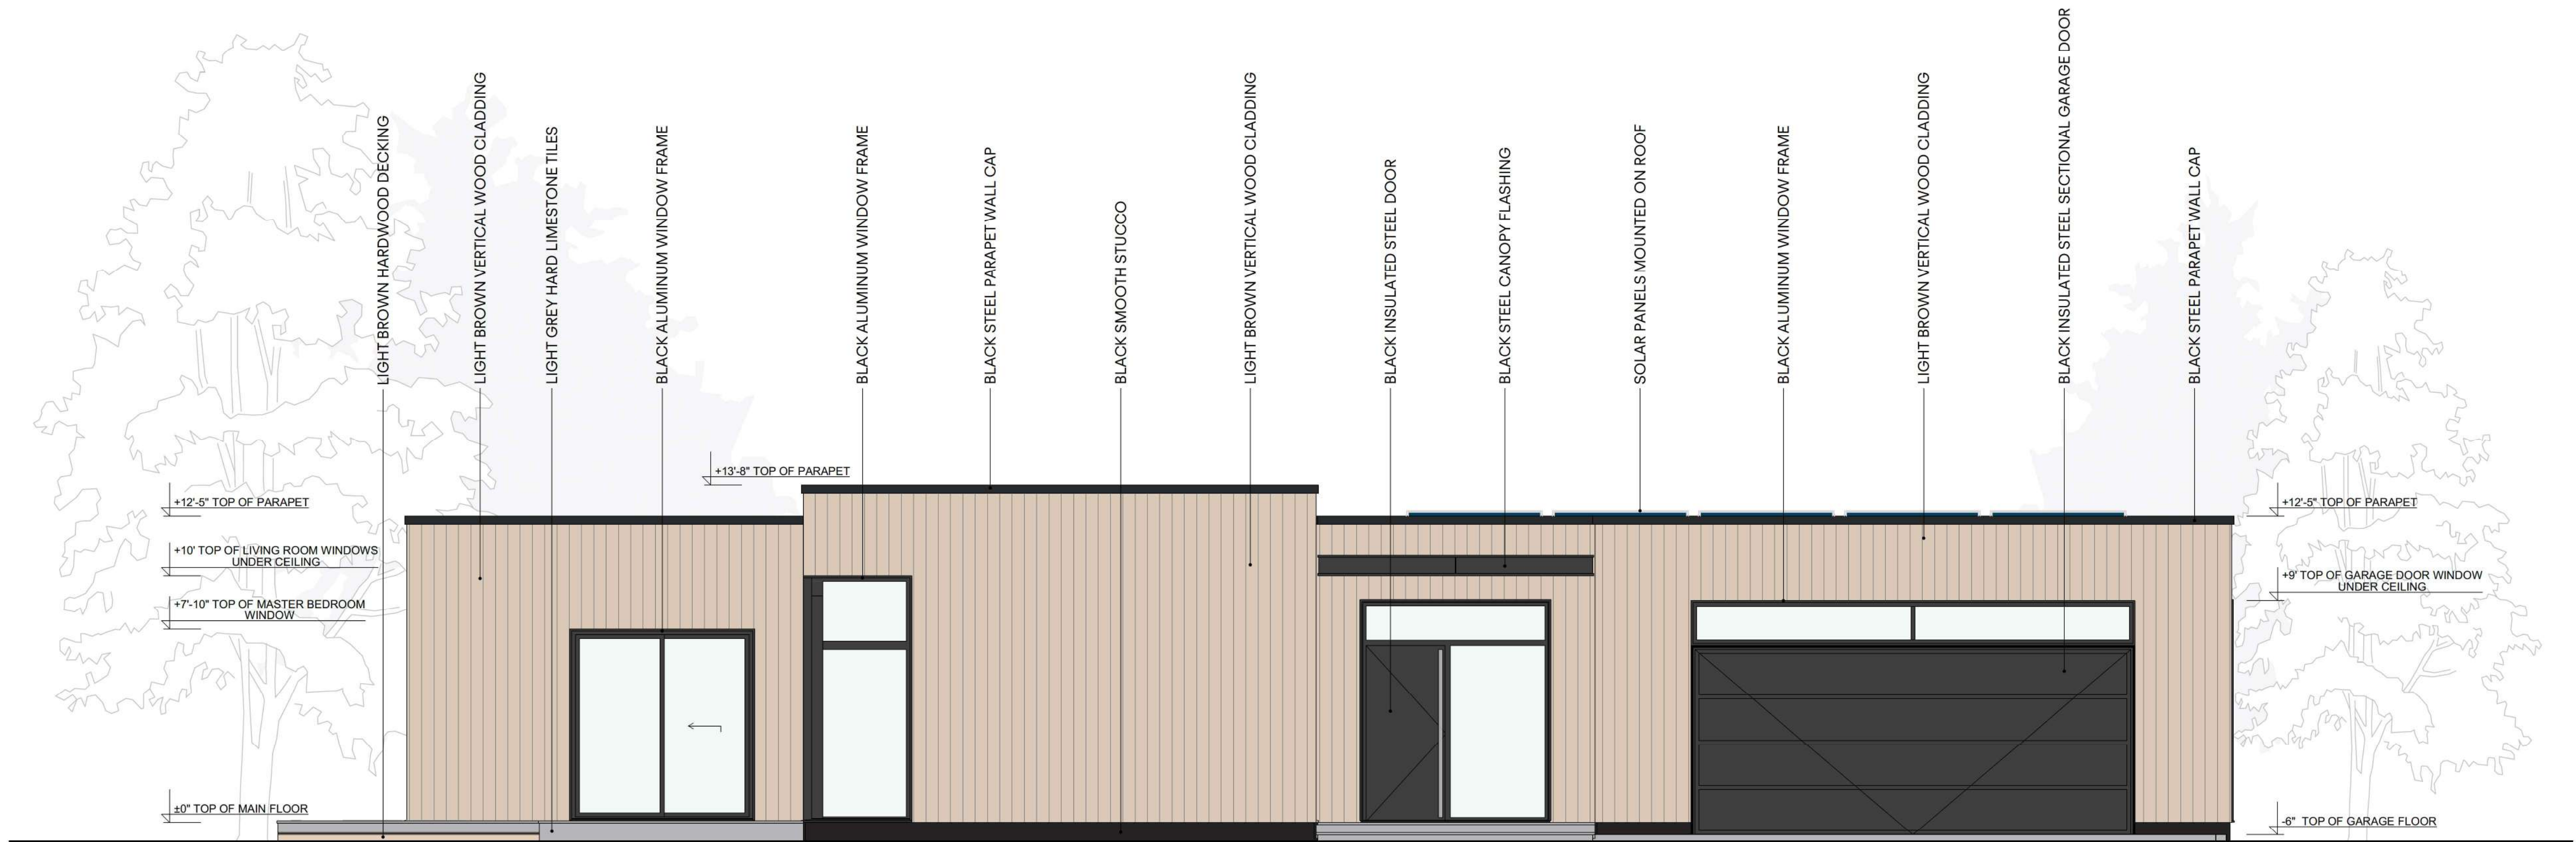 LIGHT BROWN HARDWOOD DECKING
LIGHT BROWN VERTICAL WOOD CLADDING
LIGHT GREY HARD LIMESTONE TILES
BLACK ALUMINUM WINDOW FRAME
BLACK ALUMINUM WINDOW FRAME
BLACK STEEL PARAPET WALL CAP
BLACK SMOOTH STUCCO
LIGHT BROWN VERTICAL WOOD CLADDING
BLACK INSULATED STEEL DOOR
BLACK STEEL CANOPY FLASHING
SOLAR PANELS MOUNTED ON ROOF
BLACK ALUMINUM WINDOW FRAME
LIGHT BROWN VERTICAL WOOD CLADDING
BLACK INSULATED STEEL SECTIONAL GARAGE DOOR
BLACK STEEL PARAPET WALL CAP
+13'-8" TOP OF PARAPET
+12'-5" TOP OF PARAPET
+10' TOP OF LIVING ROOM WINDOWS
UNDER CEILING
+7'-10" TOP OF MASTER BEDROOM
WINDOW
±0" TOP OF MAIN FLOOR
+12'-5" TOP OF PARAPET
+9' TOP OF GARAGE DOOR WINDOW
UNDER CEILING
-6" TOP OF GARAGE FLOOR